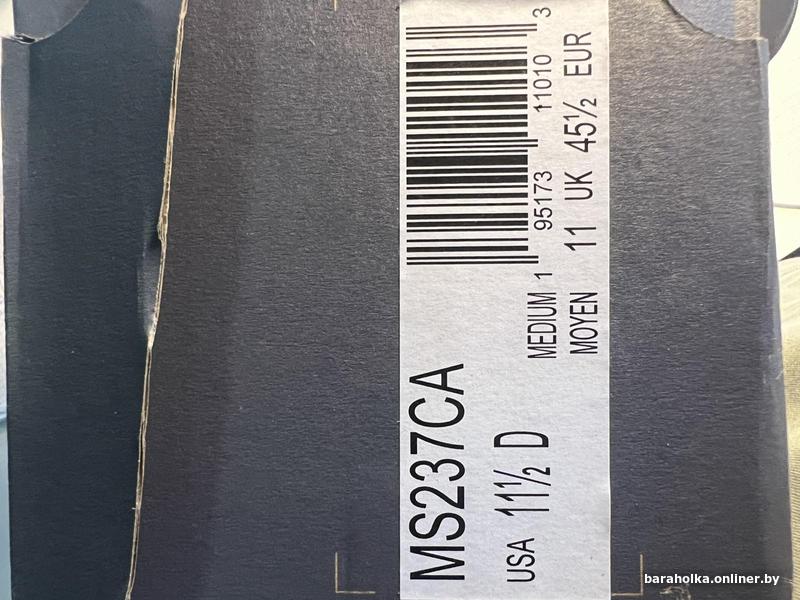 MS237CA
USA 11½ D
MEDIUM
MOYEN
1 95173 11010 3
11 UK 45½ EUR
baraholka.onliner.by